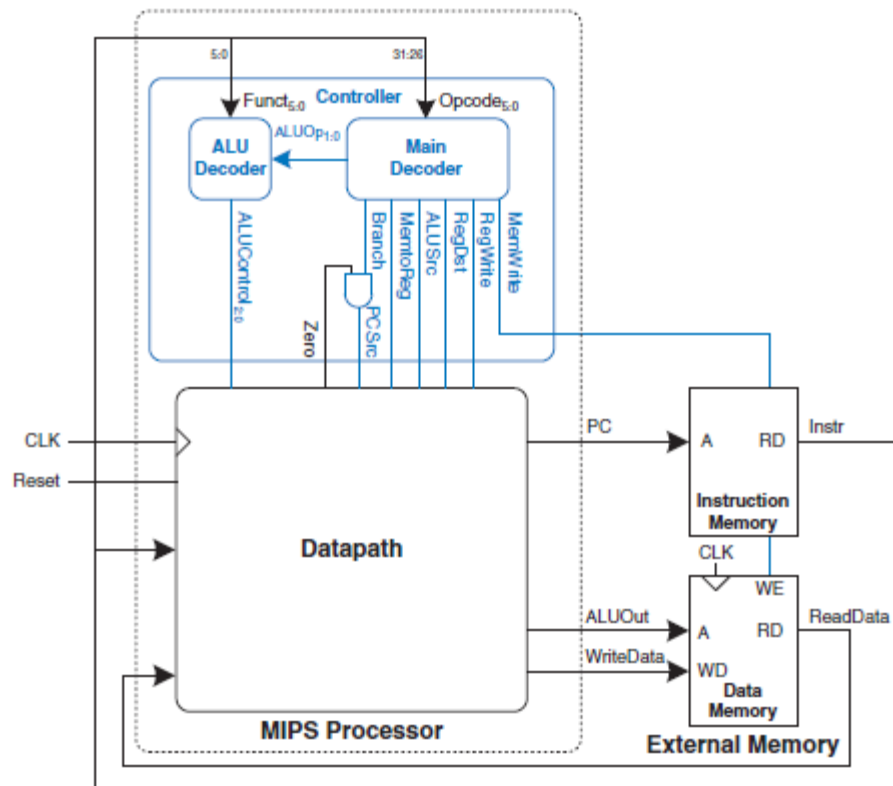 5:0
31:26
Controller
Funct5:0
Opcode5:0
ALU
Decoder
ALUOp1:0
Main
Decoder
ALUControl2:0
Branch
MemtoReg
ALUSrc
RegDst
RegWrite
MemWrite
Zero
PCSrc
CLK
Reset
Datapath
PC
A
RD
Instr
Instruction
Memory
CLK
WE
ALUOut
A
RD
ReadData
WriteData
WD
Data
Memory
MIPS Processor
External Memory